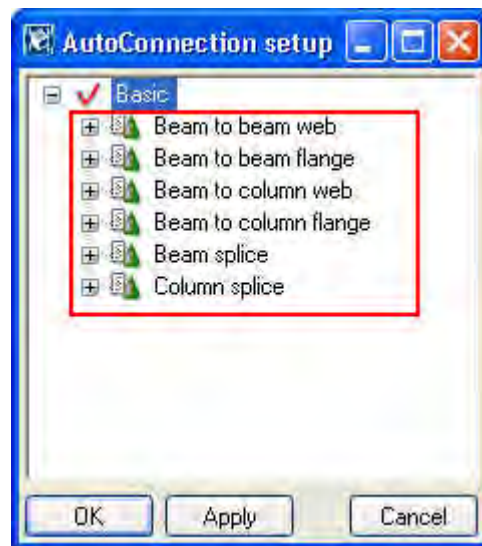 AutoConnection setup
Basic
Beam to beam web
Beam to beam flange
Beam to column web
Beam to column flange
Beam splice
Column splice
OK Apply Cancel